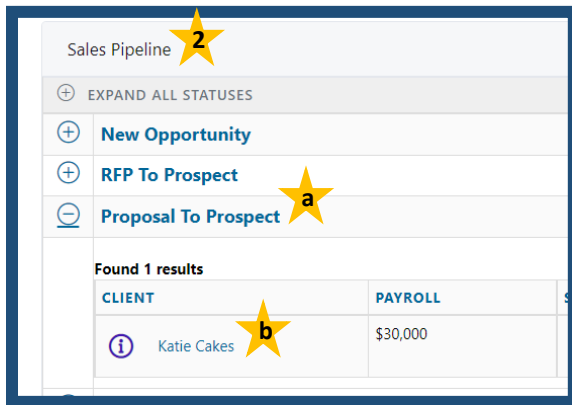 Sales Pipeline 2
EXPAND ALL STATUSES
New Opportunity
RFP To Prospect
a
Proposal To Prospect
Found 1 results
CLIENT PAYROLL
Katie Cakes b $30,000